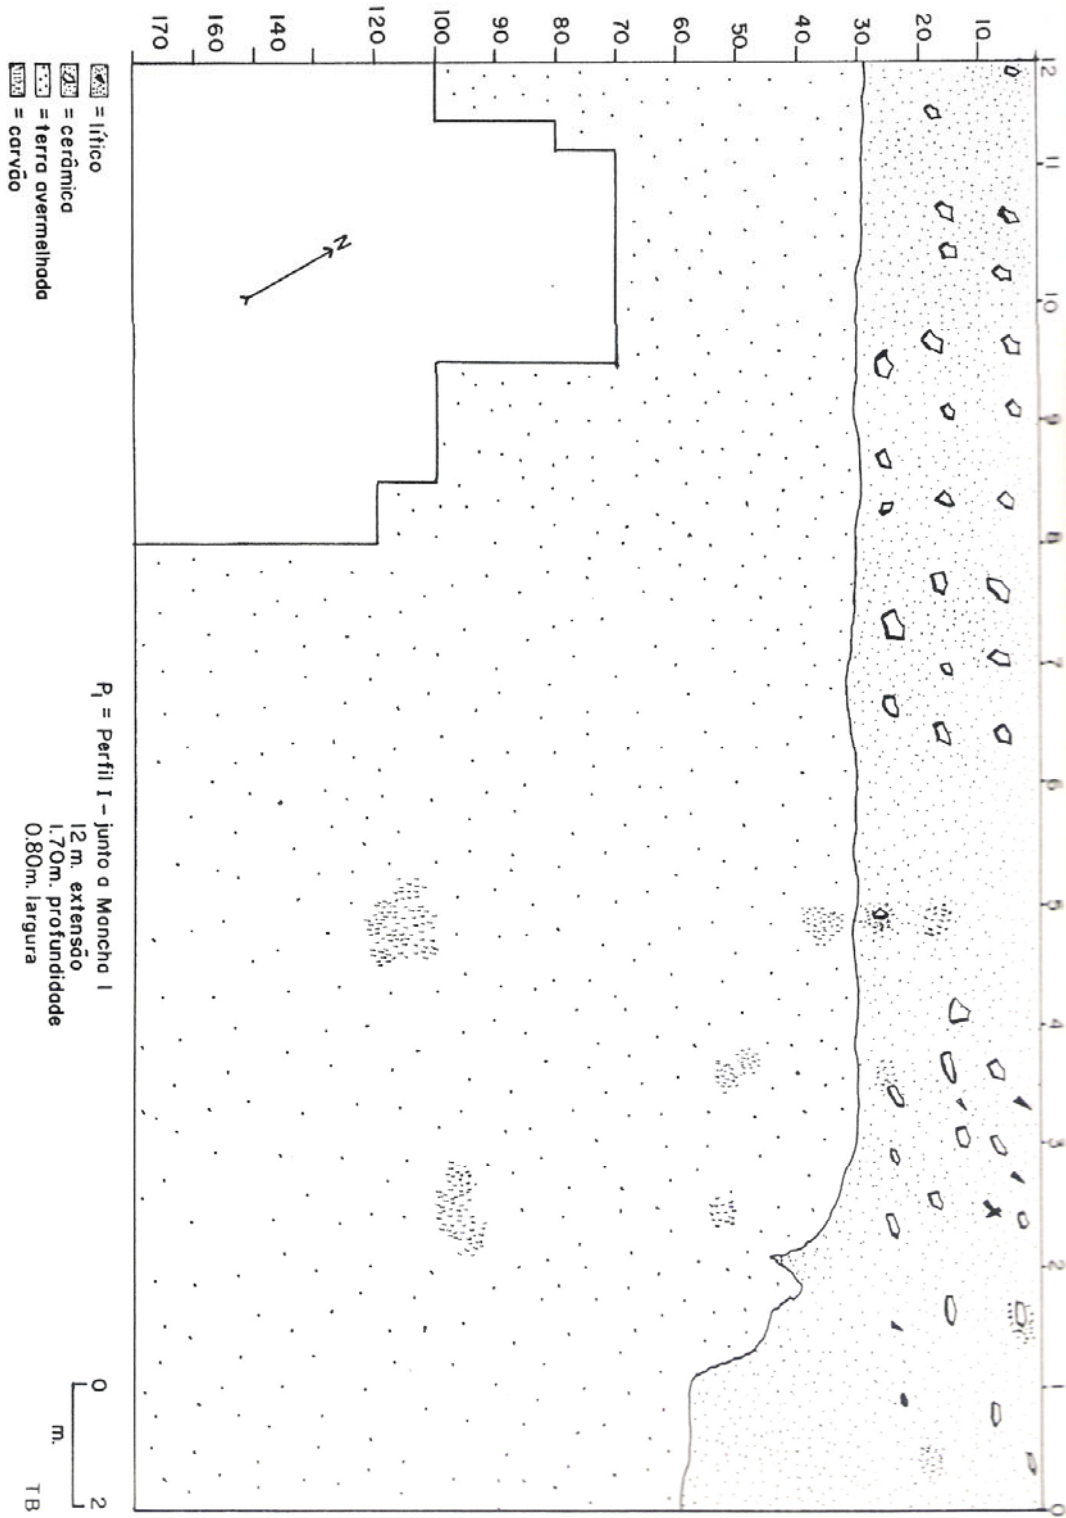 12 11 10 9 8 7 6 5 4 3 2 1 0
10
20
30
40
50
60
70
80
90
100
120
140
160
170
N
= lítico
= cerâmica
= terra avermelhada
= carvão
P₁ = Perfil I - junto a Mancha I
12 m. extensão
1.70m. profundidade
0.80m. largura
0 2
m.
TB